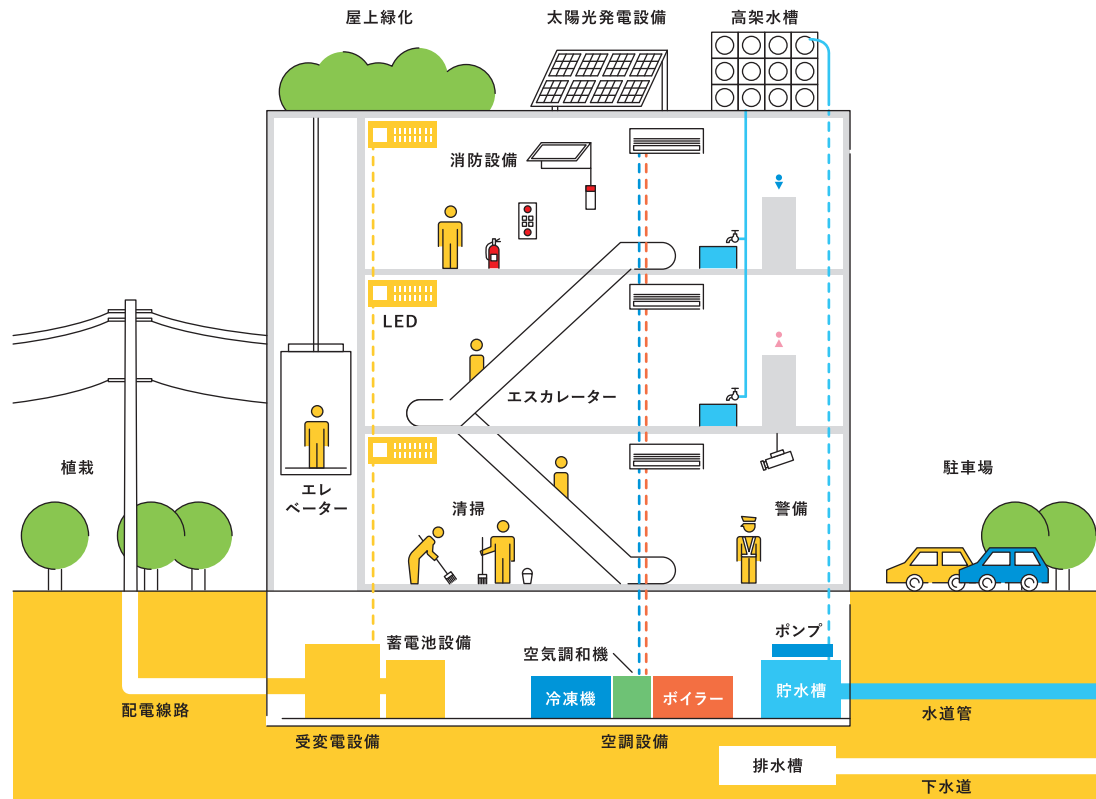 屋上緑化
太陽光発電設備
高架水槽
消防設備
LED
エスカレーター
植栽
エレ
ベーター
清掃
警備
駐車場
ポンプ
蓄電池設備
空気調和機
冷凍機
ボイラー
貯水槽
配電線路
水道管
受変電設備
空調設備
排水槽
下水道